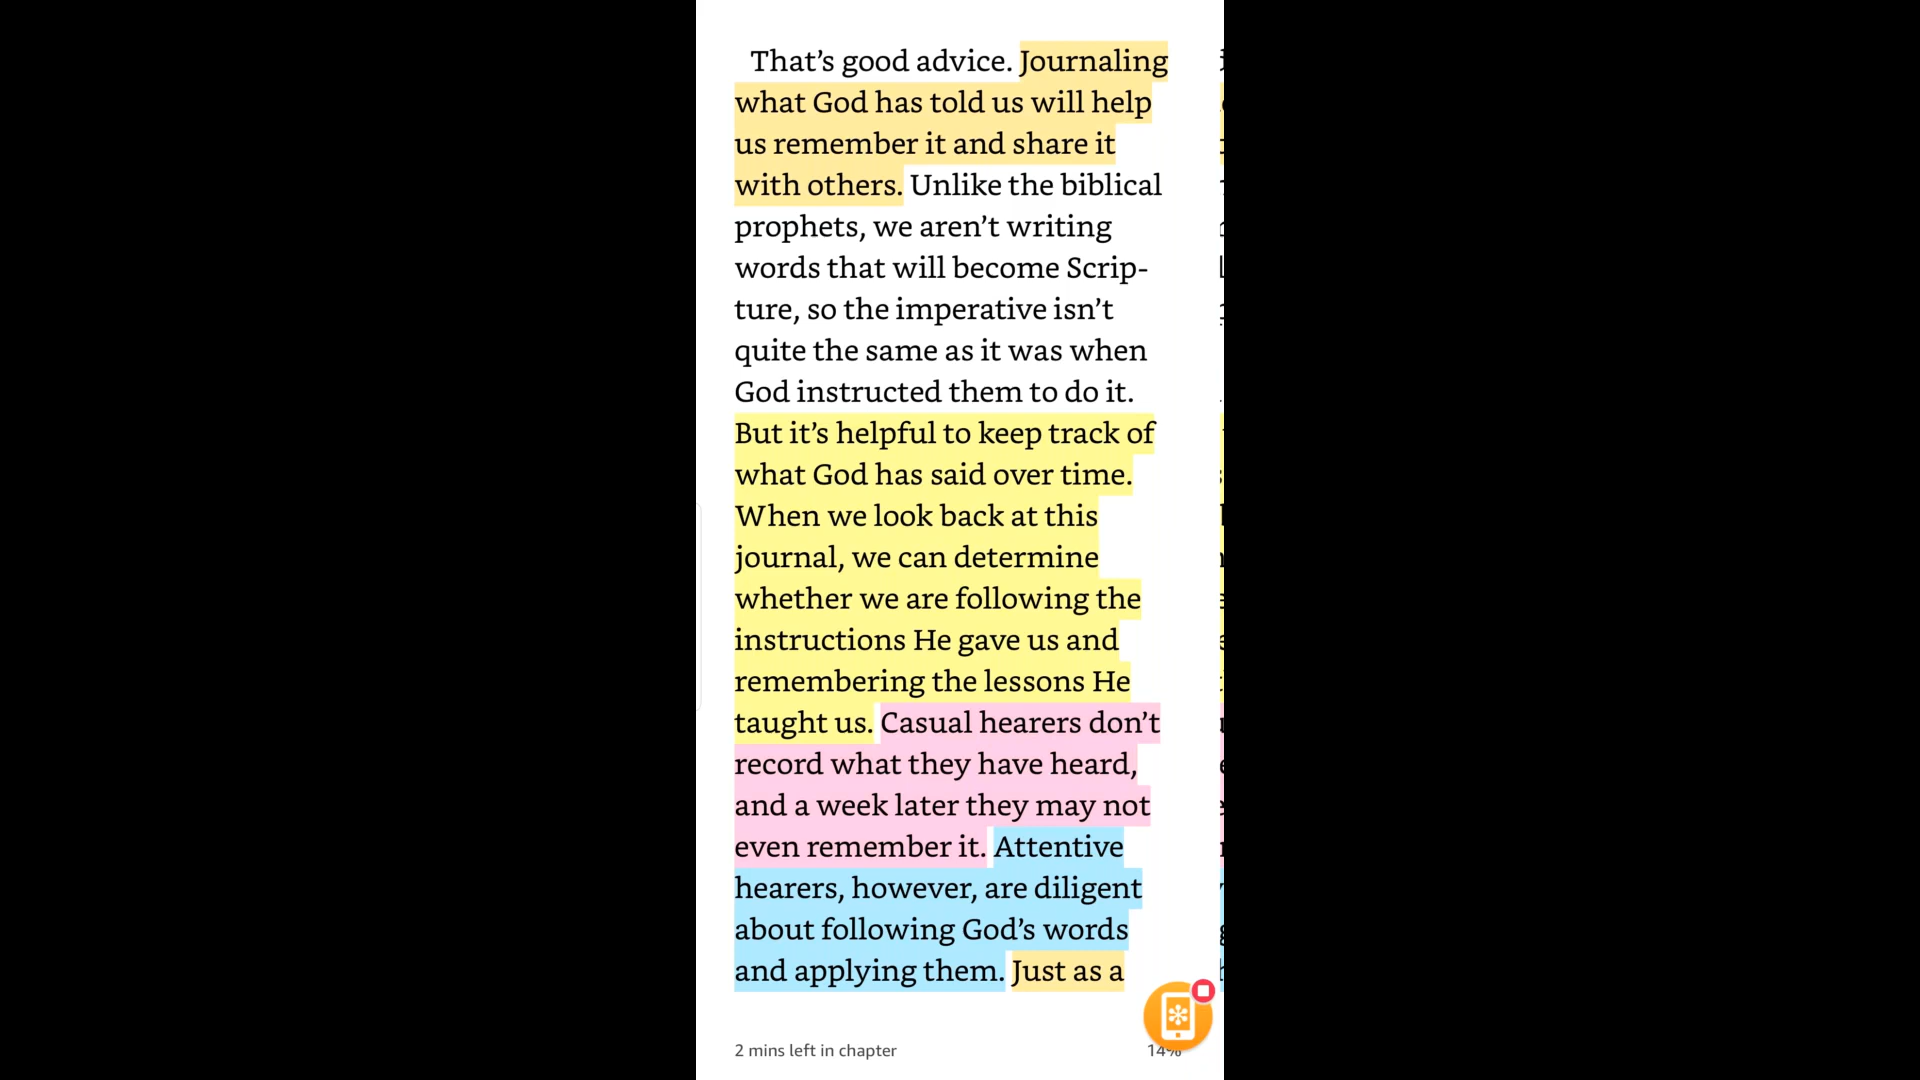 That’s good advice. Journaling
what God has told us will help
us remember it and share it
with others. Unlike the biblical
prophets, we aren’t writing
words that will become Scrip-
ture, so the imperative isn’t
quite the same as it was when
God instructed them to do it.
But it’s helpful to keep track of
what God has said over time.
When we look back at this
journal, we can determine
whether we are following the
instructions He gave us and
remembering the lessons He
taught us. Casual hearers don’t
record what they have heard,
and a week later they may not
even remember it. Attentive
hearers, however, are diligent
about following God’s words
and applying them. Just as a
2 mins left in chapter
14%